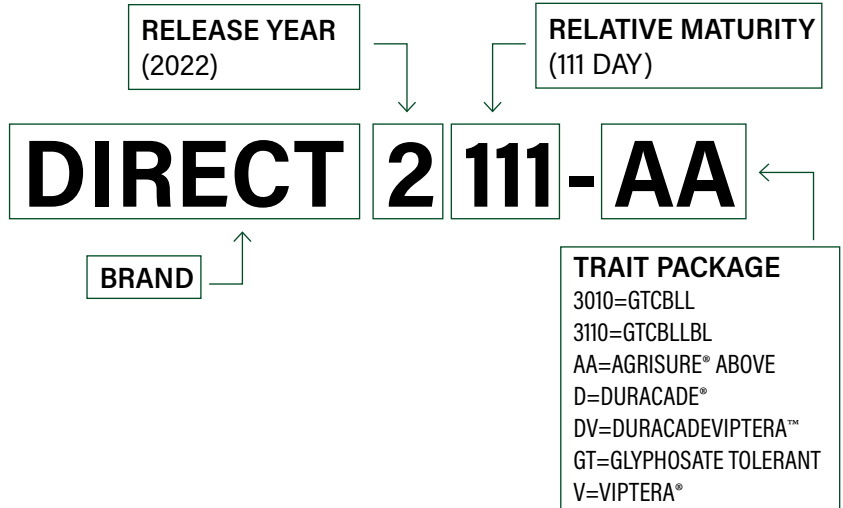 RELEASE YEAR
(2022)
RELATIVE MATURITY
(111 DAY)
DIRECT 2 111 - AA
BRAND
TRAIT PACKAGE
3010=GTCBLL
3110=GTCBLLBL
AA=AGRISURE® ABOVE
D=DURACADE®
DV=DURACADEVIPTERA™
GT=GLYPHOSATE TOLERANT
V=VIPTERA®